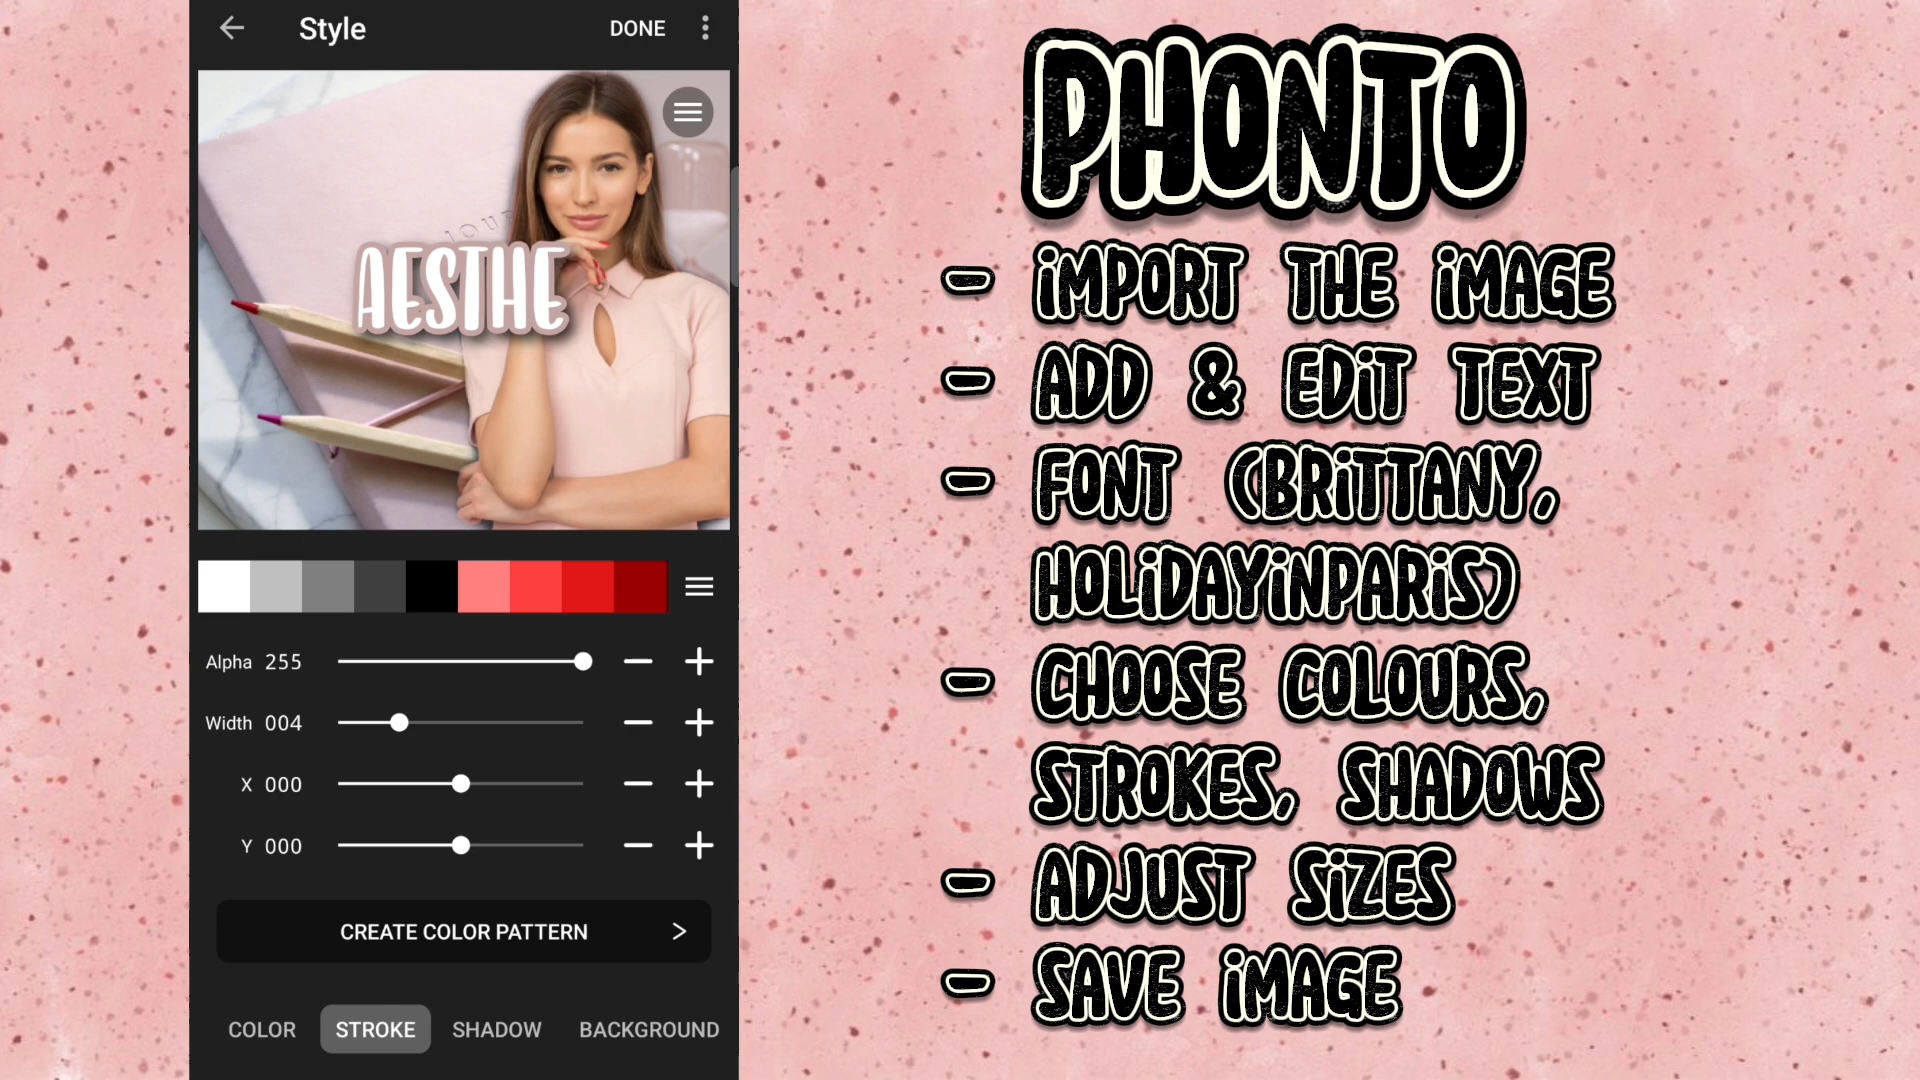 Style
DONE
YOUR
AESTHE
Alpha 255
Width 004
X 000
Y 000
CREATE COLOR PATTERN
COLOR
STROKE
SHADOW
BACKGROUND
PHONTO
- IMPORT THE IMAGE
- ADD & EDIT TEXT
- FONT (BRITTANY,
HOLIDAYINPARIS)
- CHOOSE COLOURS,
STROKES, SHADOWS
- ADJUST SIZES
- SAVE IMAGE